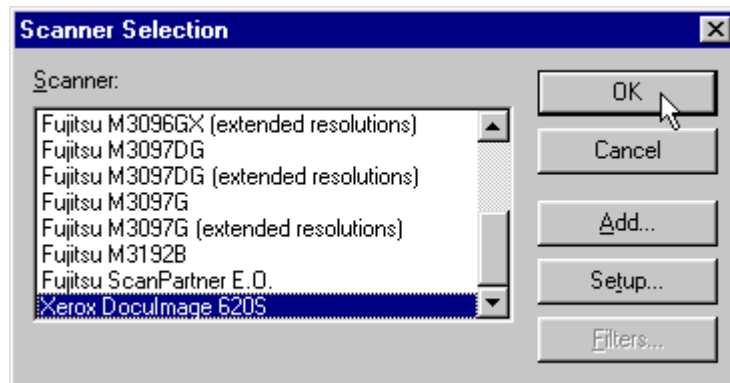 Scanner Selection
Scanner:
Fujitsu M3096GX (extended resolutions)
Fujitsu M3097DG
Fujitsu M3097DG (extended resolutions)
Fujitsu M3097G
Fujitsu M3097G (extended resolutions)
Fujitsu M3192B
Fujitsu ScanPartner E.O.
Xerox DocuImage 620S
OK
Cancel
Add...
Setup...
Filters...